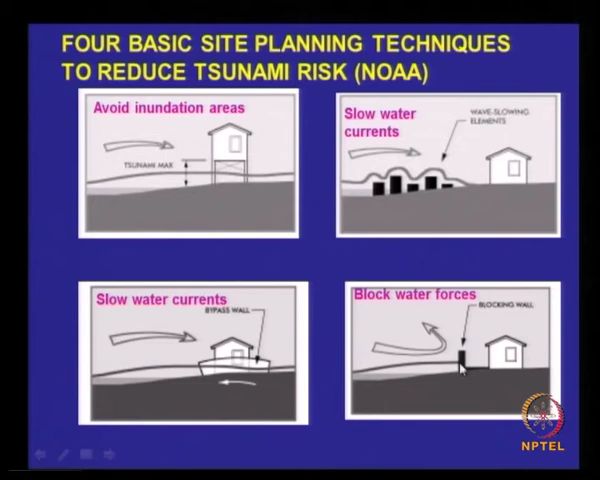 FOUR BASIC SITE PLANNING TECHNIQUES
TO REDUCE TSUNAMI RISK (NOAA)
Avoid inundation areas
TSUNAMI MAX
Slow water
currents
WAVE-SLOWING
ELEMENTS
Slow water currents
BYPASS WALL
Block water forces
BLOCKING WALL
NPTEL